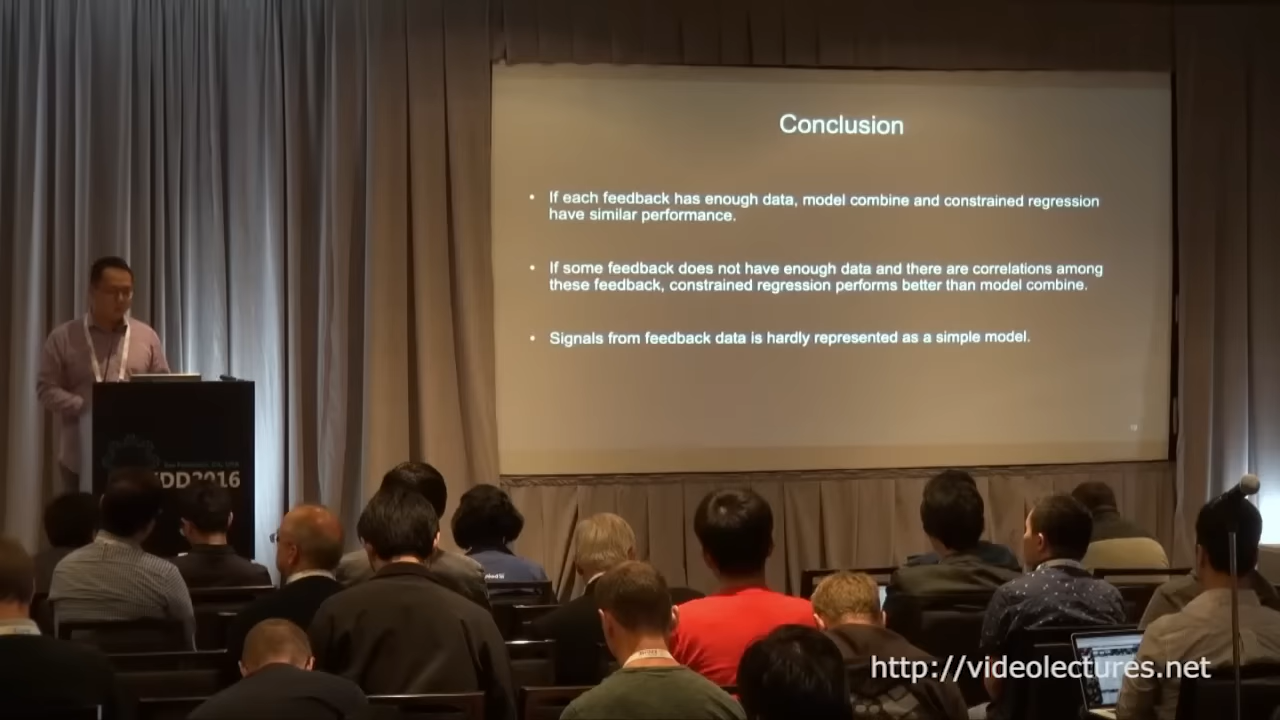 Conclusion
• If each feedback has enough data, model combine and constrained regression
have similar performance.
• If some feedback does not have enough data and there are correlations among
these feedback, constrained regression performs better than model combine.
• Signals from feedback data is hardly represented as a simple model.
DD2016
http://videolectures.net